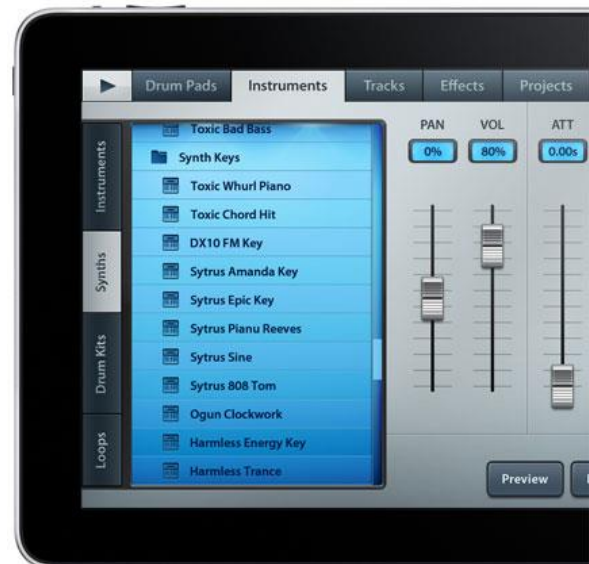 Drum Pads Instruments Tracks Effects Projects
Instruments
Synths
Drum Kits
Loops
Toxic Bad Bass
Synth Keys
Toxic Whurl Piano
Toxic Chord Hit
DX10 FM Key
Sytrus Amanda Key
Sytrus Epic Key
Sytrus Pianu Reeves
Sytrus Sine
Sytrus 808 Tom
Ogun Clockwork
Harmless Energy Key
Harmless Trance
PAN VOL ATT
0% 80% 0.00s
Preview